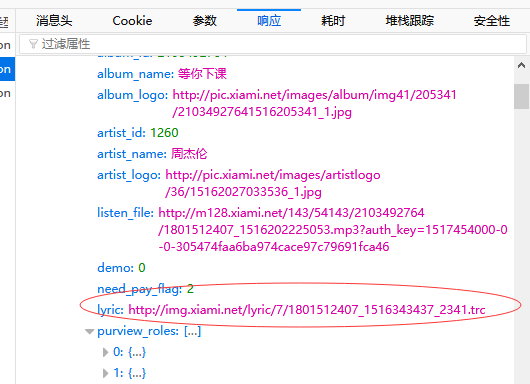 消息头 Cookie 参数 响应 耗时 堆栈跟踪 安全性
过滤属性
on
album_name: 等你下课
on
album_logo: http://pic.xiami.net/images/album/img41/205341
on
/21034927641516205341_1.jpg
artist_id: 1260
artist_name: 周杰伦
artist_logo: http://pic.xiami.net/images/artistlogo
/36/15162027033536_1.jpg
listen_file: http://m128.xiami.net/143/54143/2103492764
/1801512407_1516202225053.mp3?auth_key=1517454000-0
-0-305474faa6ba974cace97c79691fca46
demo: 0
need_pay_flag: 2
lyric: http://img.xiami.net/lyric/7/1801512407_1516343437_2341.trc
purview_roles: […]
0: {…}
1: {…}